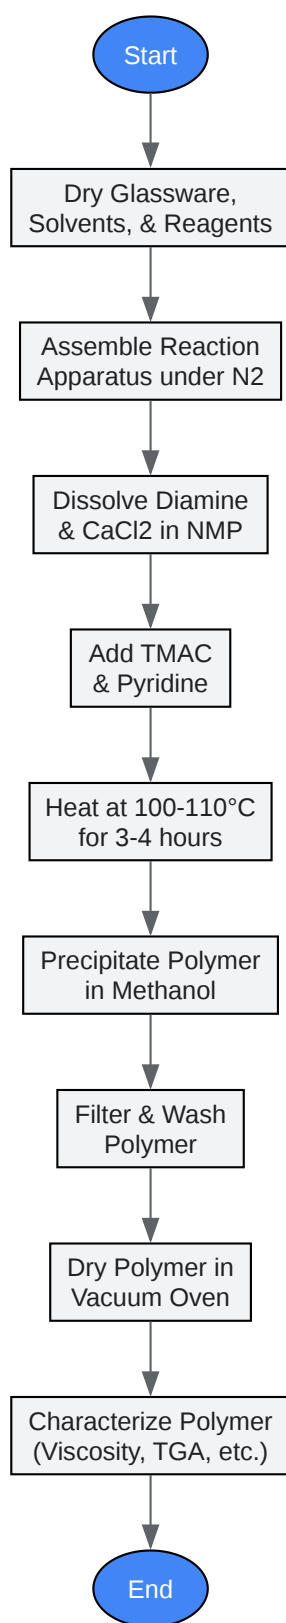 Start
Dry Glassware,
Solvents, & Reagents
Assemble Reaction
Apparatus under N2
Dissolve Diamine
& CaCl2 in NMP
Add TMAC
& Pyridine
Heat at 100-110°C
for 3-4 hours
Precipitate Polymer
in Methanol
Filter & Wash
Polymer
Dry Polymer in
Vacuum Oven
Characterize Polymer
(Viscosity, TGA, etc.)
End